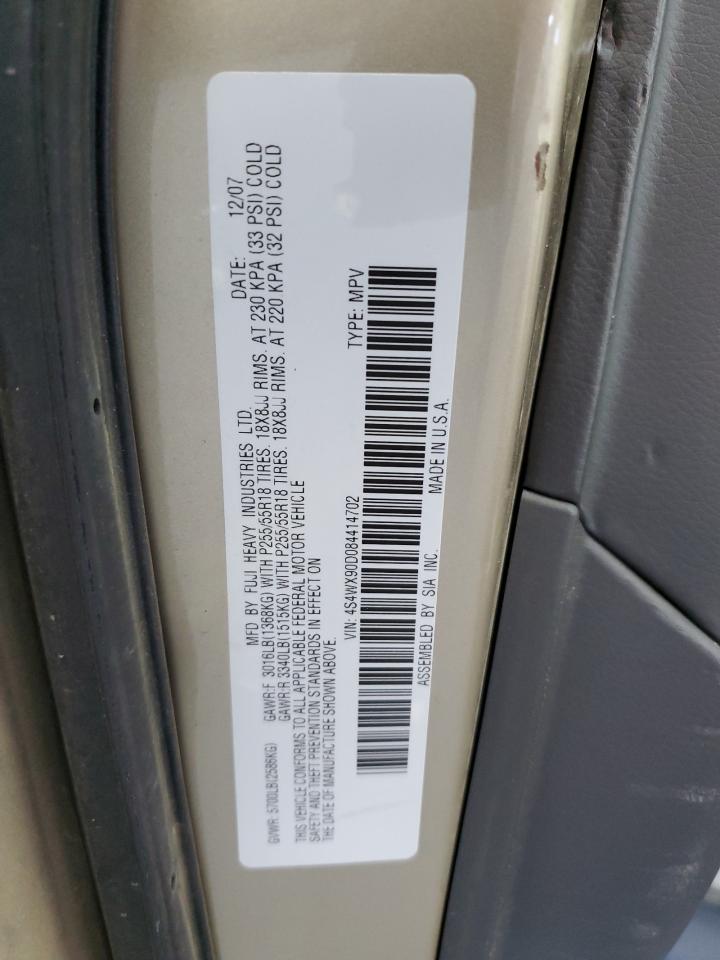 MFD BY FUJI HEAVY INDUSTRIES LTD. DATE: 12/07
GVWR: 5700LB(2586KG) GAWR:F 3016LB(1368KG) WITH P255/55R18 TIRES. 18X8JJ RIMS. AT 230 KPA (33 PSI) COLD
GAWR:R 3340LB(1515KG) WITH P255/55R18 TIRES. 18X8JJ RIMS. AT 220 KPA (32 PSI) COLD
THIS VEHICLE CONFORMS TO ALL APPLICABLE FEDERAL MOTOR VEHICLE
SAFETY AND THEFT PREVENTION STANDARDS IN EFFECT ON
THE DATE OF MANUFACTURE SHOWN ABOVE.
VIN: 4S4WX90D084414702 TYPE: MPV
ASSEMBLED BY SIA INC. MADE IN U.S.A.